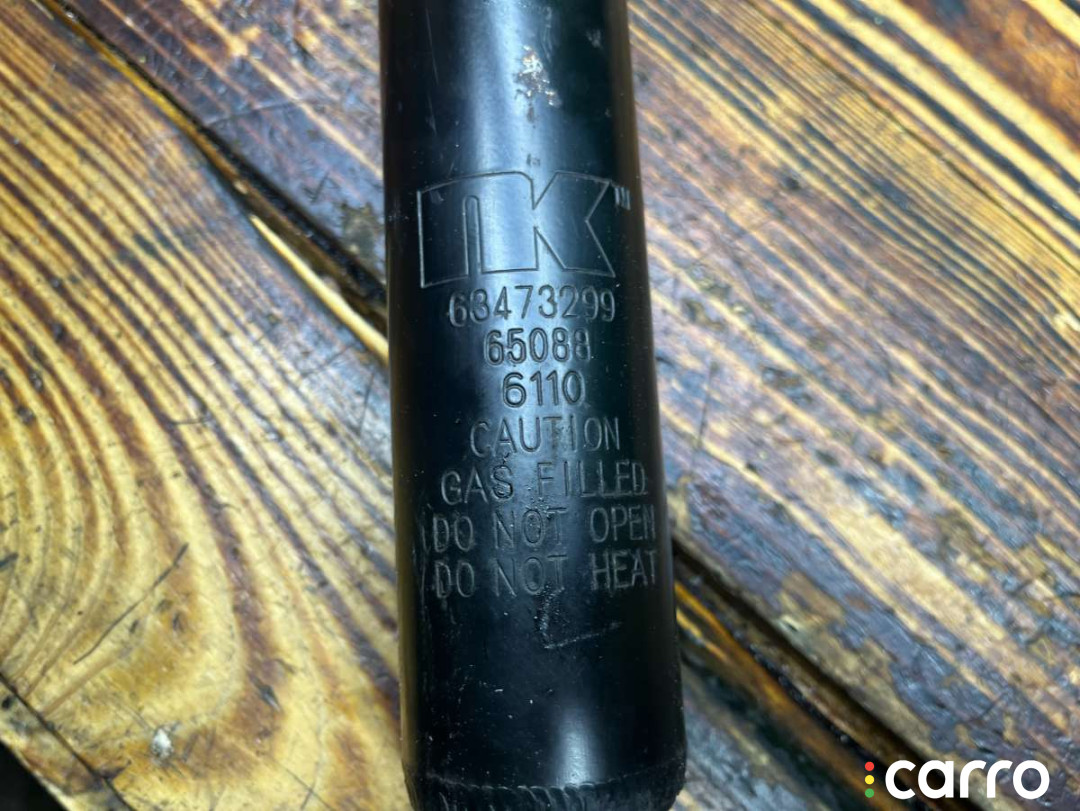 NK
63473299
65088
6110
CAUTION
GAS FILLED
DO NOT OPEN
DO NOT HEAT
carro